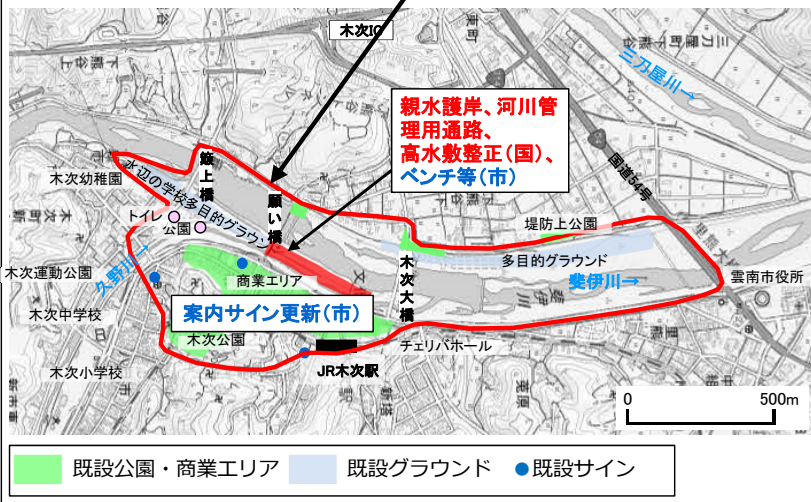 木次IC
三刀屋川→
親水護岸、河川管
理用通路、
高水敷整正(国)、
ベンチ等(市)
国道54号
木次幼稚園
簸上橋
水辺の学校多目的グラウンド
願い橋
トイレ
公園
堤防上公園
久野川→
木次大橋
多目的グラウンド
木次運動公園
商業エリア
斐伊川→
雲南市役所
案内サイン更新(市)
木次中学校
木次公園
チェリバホール
木次小学校
JR木次駅
0
500m
既設公園・商業エリア
既設グラウンド
既設サイン